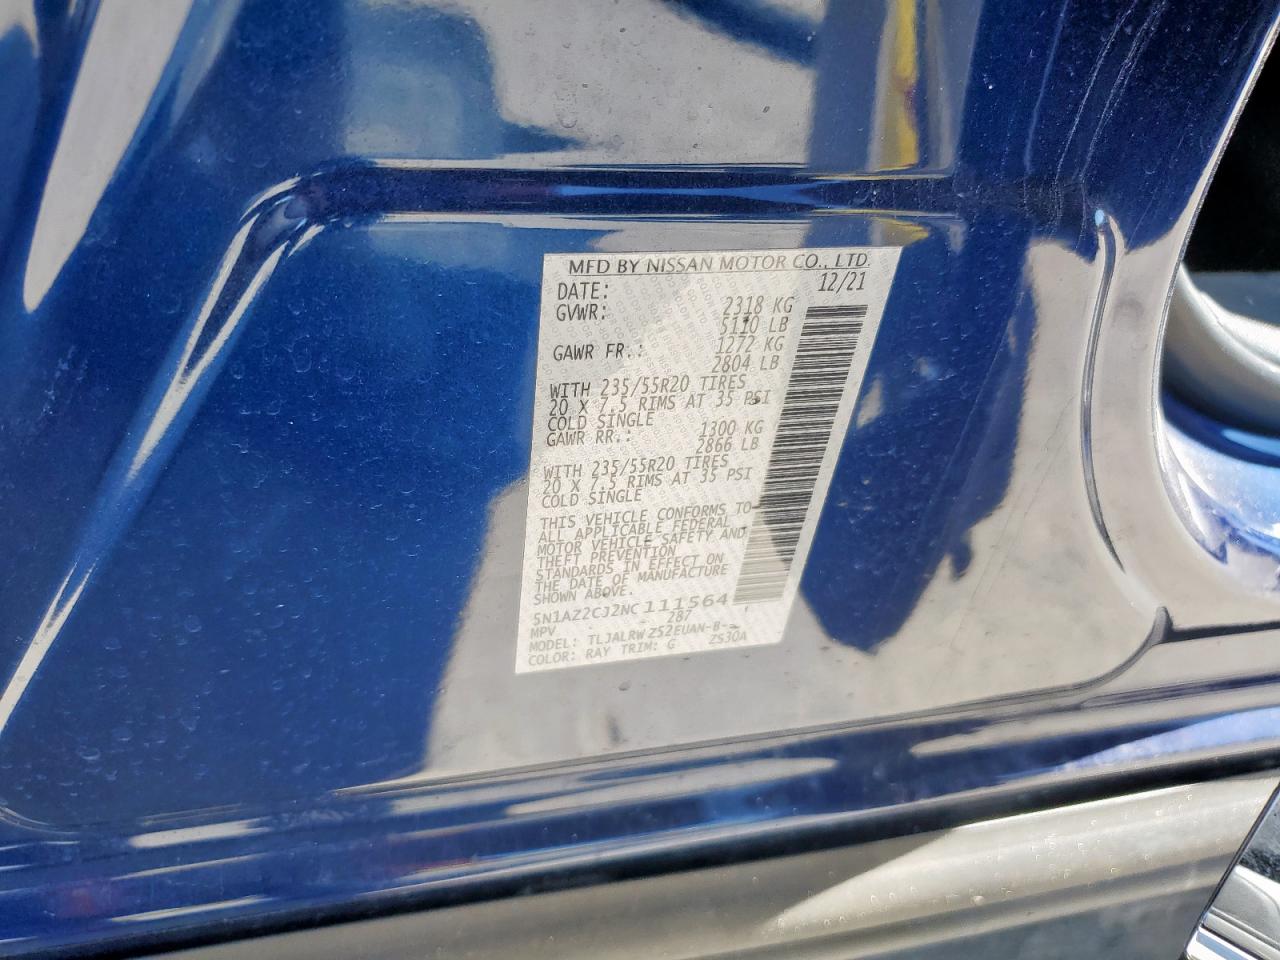 MFD BY NISSAN MOTOR CO., LTD.
DATE: 12/21
GVWR: 2318 KG
5110 LB
GAWR FR.: 1272 KG
2804 LB
WITH 235/55R20 TIRES
20 X 7.5 RIMS AT 35 PSI
COLD SINGLE
GAWR RR.: 1300 KG
2866 LB
WITH 235/55R20 TIRES
20 X 7.5 RIMS AT 35 PSI
COLD SINGLE
THIS VEHICLE CONFORMS TO
ALL APPLICABLE FEDERAL
MOTOR VEHICLE SAFETY AND
THEFT PREVENTION
STANDARDS IN EFFECT ON
THE DATE OF MANUFACTURE
SHOWN ABOVE.
5N1AZ2CJ2NC111564
MPV 287
MODEL: TLJALRWZ52EUAN-B-
COLOR: RAY TRIM: G ZS30A